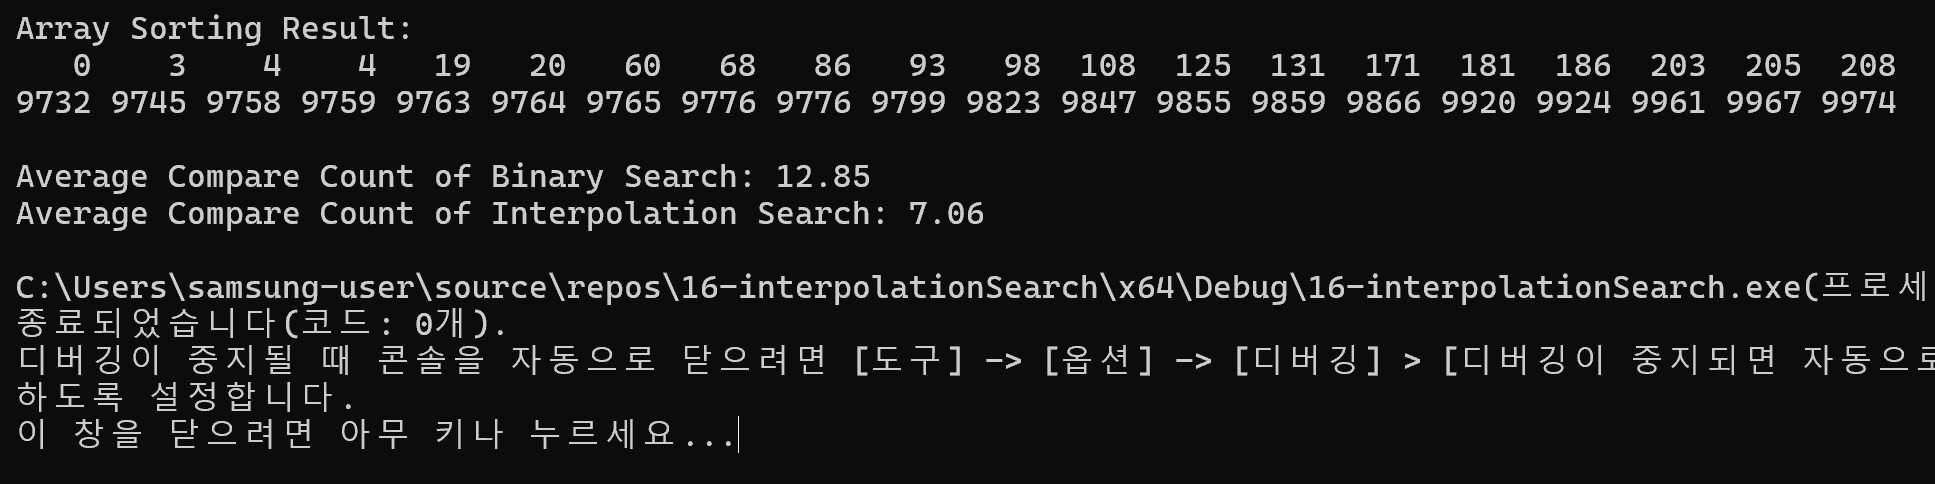 Array Sorting Result:
0 3 4 4 19 20 60 68 86 93 98 108 125 131 171 181 186 203 205 208
9732 9745 9758 9759 9763 9764 9765 9776 9776 9799 9823 9847 9855 9859 9866 9920 9924 9961 9967 9974
Average Compare Count of Binary Search: 12.85
Average Compare Count of Interpolation Search: 7.06
C:\Users\samsung-user\source\repos\16-interpolationSearch\x64\Debug\16-interpolationSearch.exe(프로세
종료되었습니다(코드: 0개).
디버깅이 중지될 때 콘솔을 자동으로 닫으려면 [도구] -> [옵션] -> [디버깅] > [디버깅이 중지되면 자동으로
하도록 설정합니다.
이 창을 닫으려면 아무 키나 누르세요...